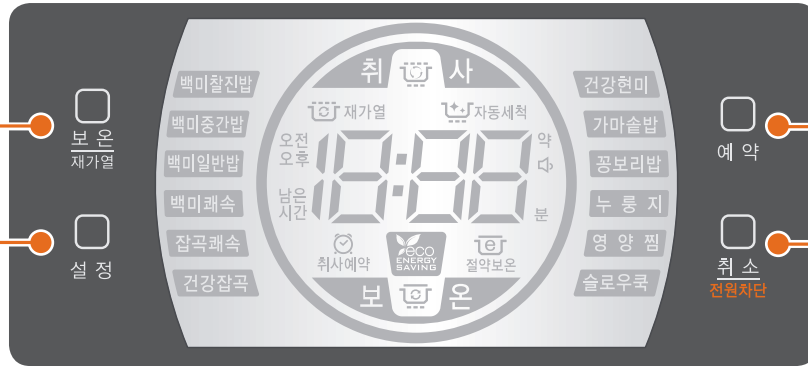 보 온
재가열
설 정
백미찰진밥
백미중간밥
백미일반밥
백미쾌속
잡곡쾌속
건강잡곡
취 사
재가열 자동세척
오전
오후
남은
시간
18:88
약
분
취사예약
eco
ENERGY
SAVING
e
절약보온
보 온
건강현미
가마솥밥
꽁보리밥
누 룽 지
영 양 찜
슬로우쿡
예 약
취 소
전원차단